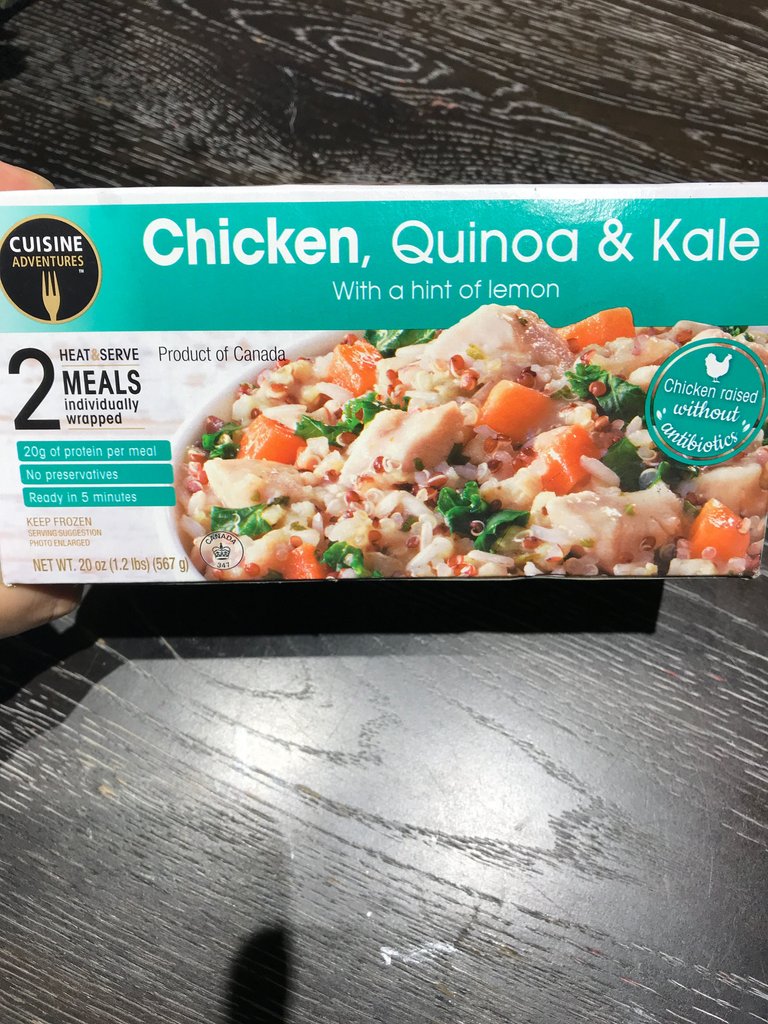 CUISINE
ADVENTURES™
Chicken, Quinoa & Kale
With a hint of lemon
2
HEAT&SERVE
MEALS
individually
wrapped
Product of Canada
20g of protein per meal
No preservatives
Ready in 5 minutes
KEEP FROZEN
SERVING SUGGESTION
PHOTO ENLARGED
NET WT. 20 oz (1.2 lbs) (567 g)
CANADA
347
Chicken raised
without
antibiotics